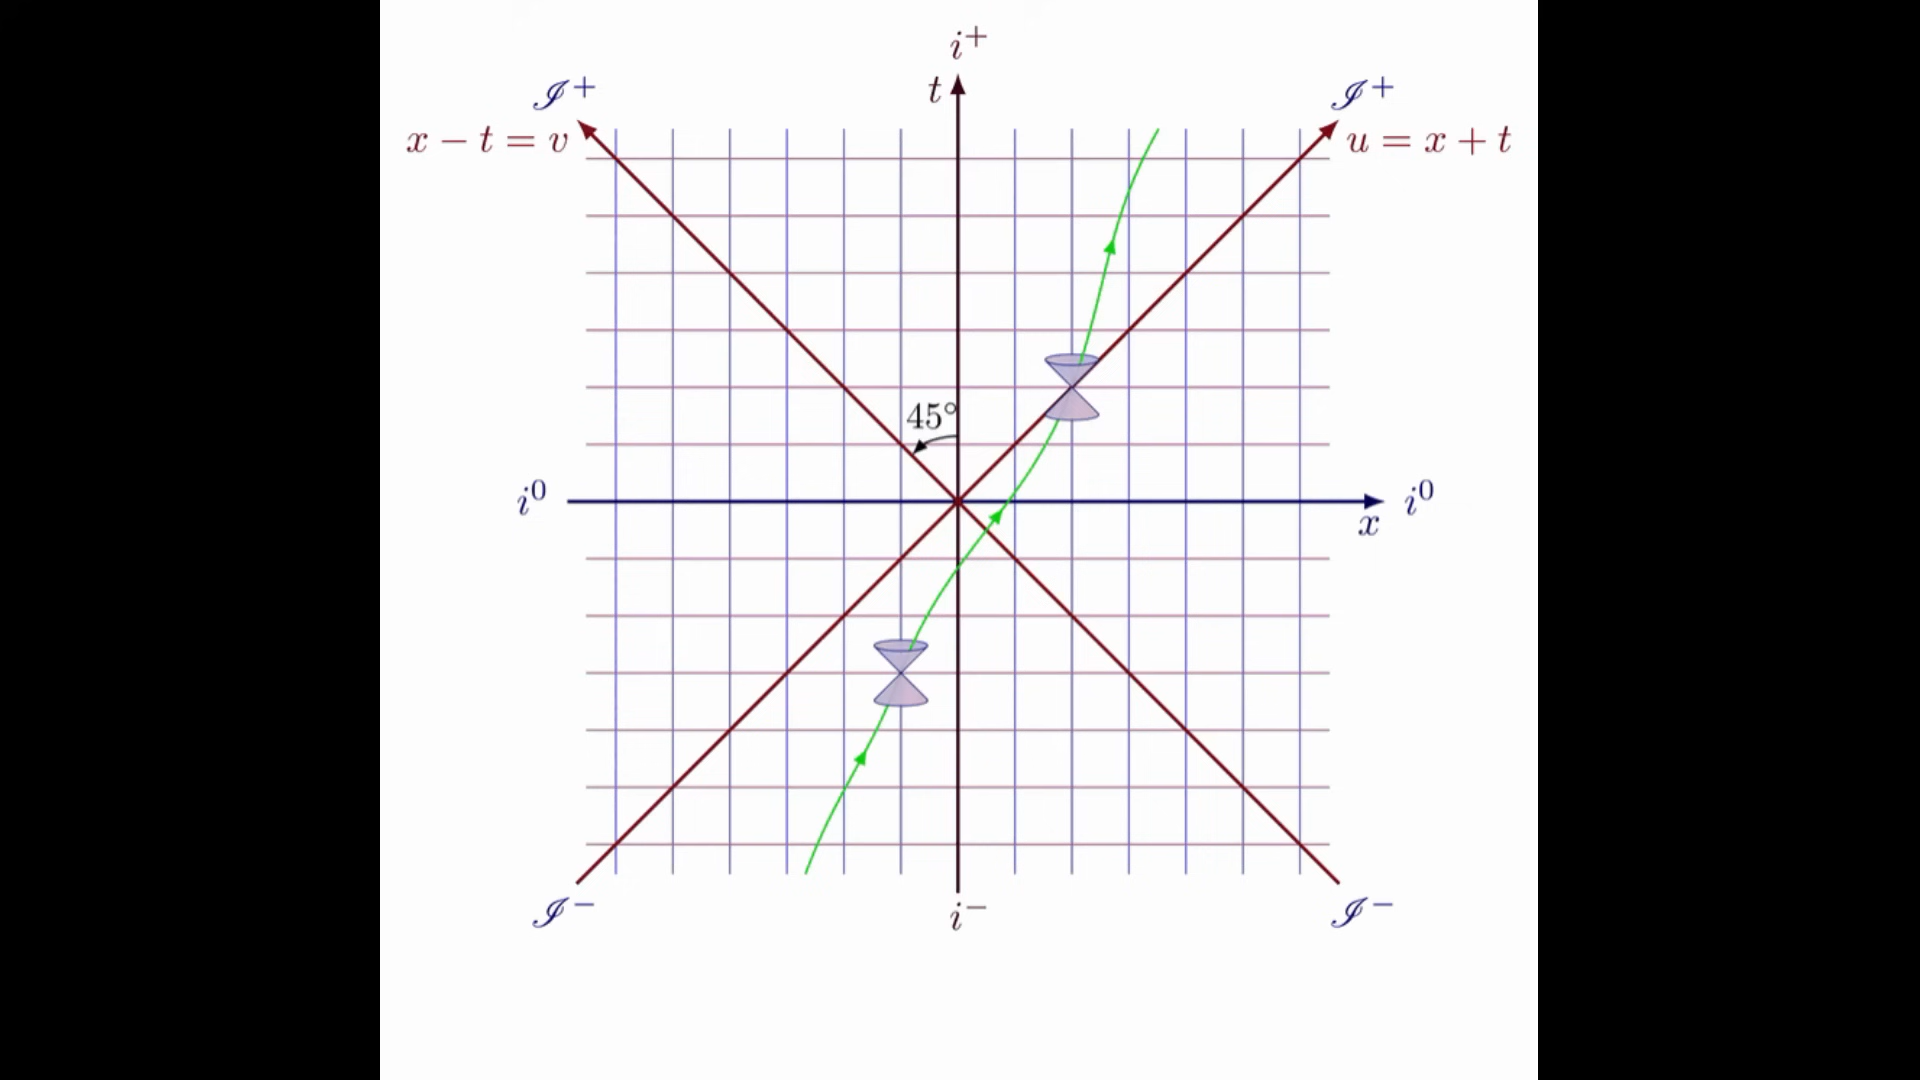 i⁺
t
ℐ⁺ ℐ⁺
x − t = v u = x + t
45°
i⁰ i⁰
x
ℐ⁻ i⁻ ℐ⁻